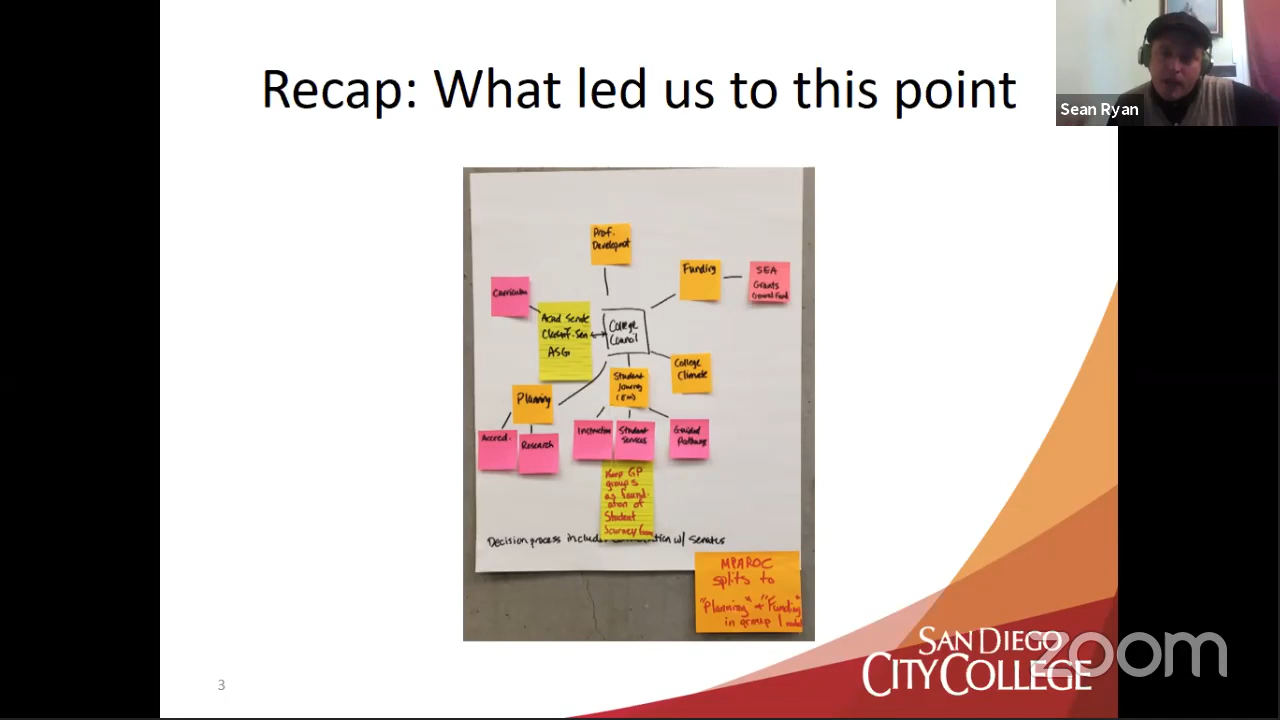 Recap: What led us to this point
Sean Ryan
Prof.
Developmt
Funding
SEA
Grants
General Fund
Curriculum
Acad Senate
Classif. Sen
ASG
College
Council
College
Climate
Student
Journey
(EM)
Planning
Accred.
Research
Instruction
Student
Services
Guided
Pathways
Keep GP
groups
as found-
ation of
Student
Journey
Decision process includes
w/ Senates
MPAROC
splits to
"Planning" + "Funding"
in group 1 model
3
SAN DIEGO
CITY COLLEGE
zoom